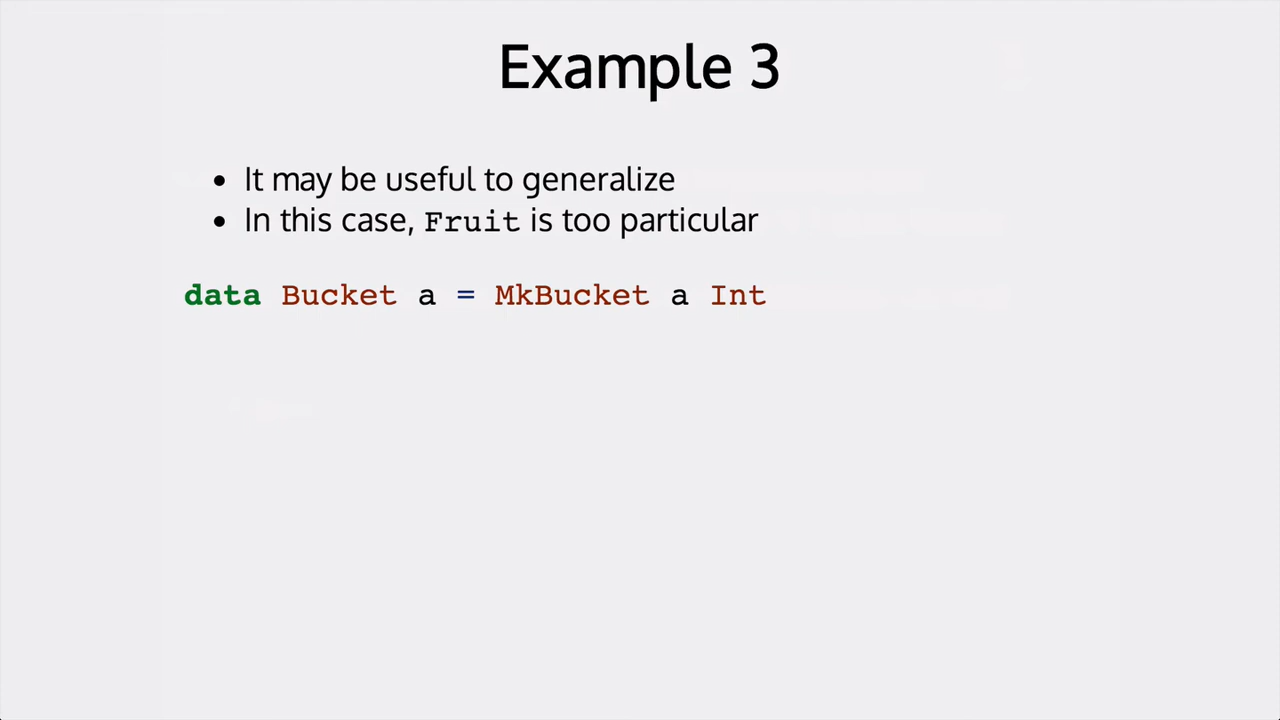 Example 3
• It may be useful to generalize
• In this case, Fruit is too particular
data Bucket a = MkBucket a Int